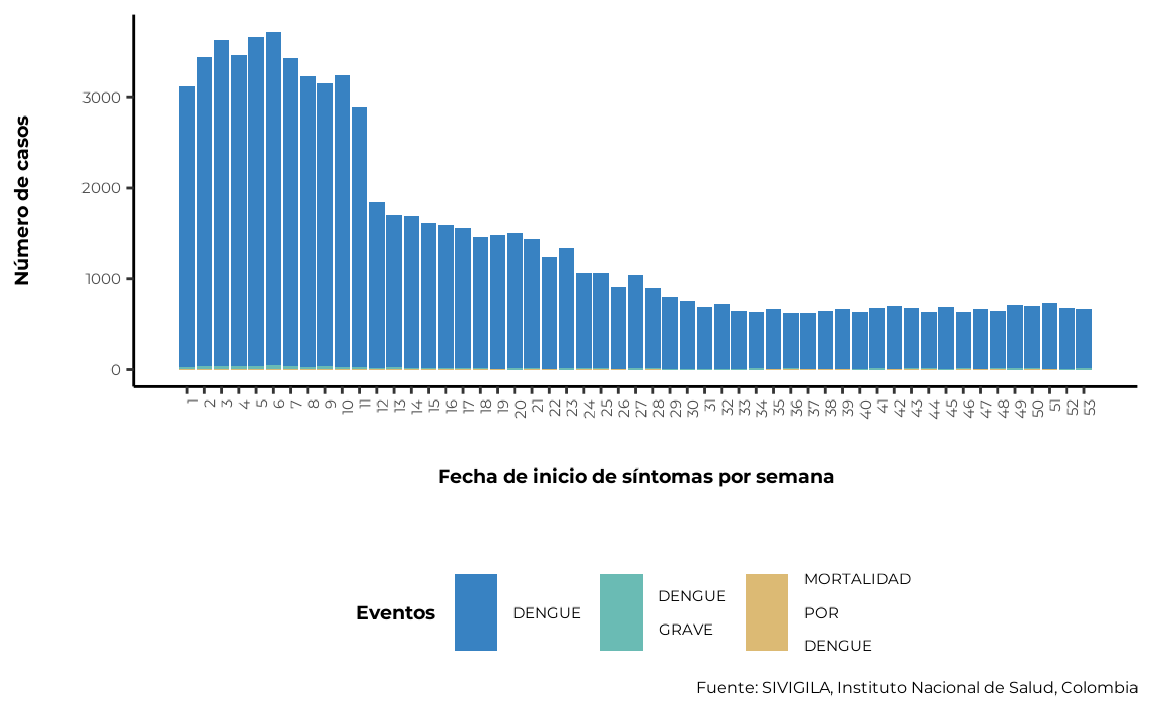 Número de casos
3000
2000
1000
0
1 2 3 4 5 6 7 8 9 10 11 12 13 14 15 16 17 18 19 20 21 22 23 24 25 26 27 28 29 30 31 32 33 34 35 36 37 38 39 40 41 42 43 44 45 46 47 48 49 50 51 52 53
Fecha de inicio de síntomas por semana
Eventos
DENGUE
DENGUE
GRAVE
MORTALIDAD
POR
DENGUE
Fuente: SIVIGILA, Instituto Nacional de Salud, Colombia